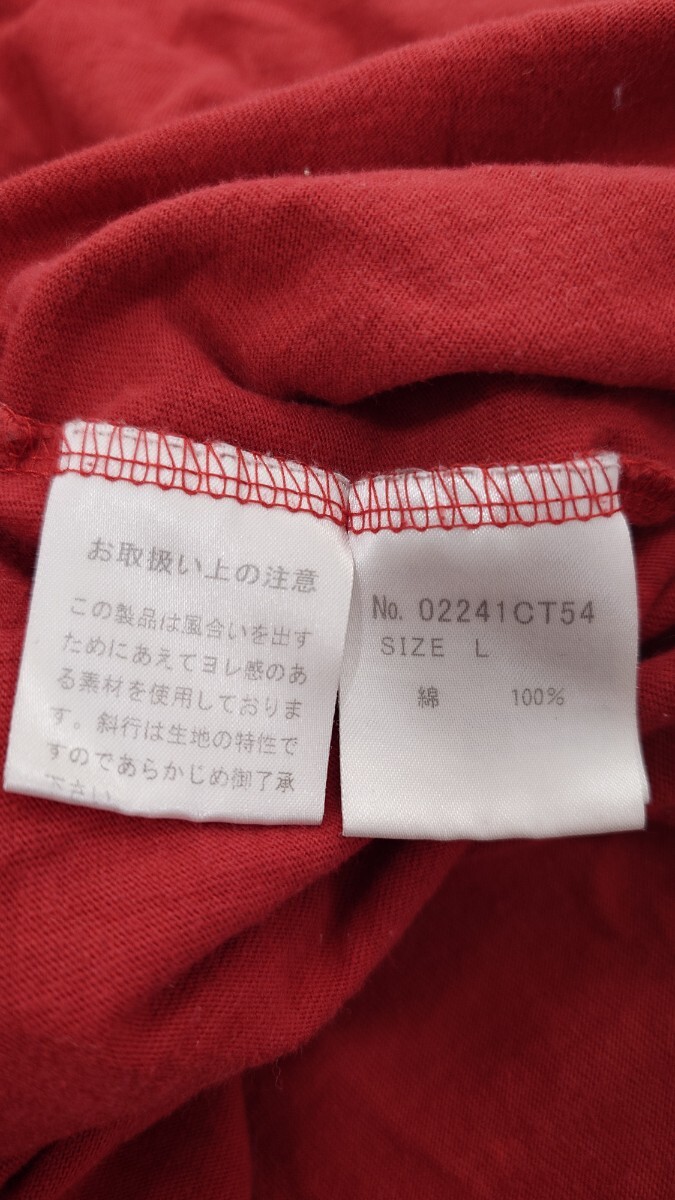 お取扱い上の注意
この製品は風合いを出す
ためにあえてヨレ感のあ
る素材を使用しておりま
す。斜行は生地の特性で
すのであらかじめ御了承
下さい
No. 02241CT54
SIZE L
綿 100%